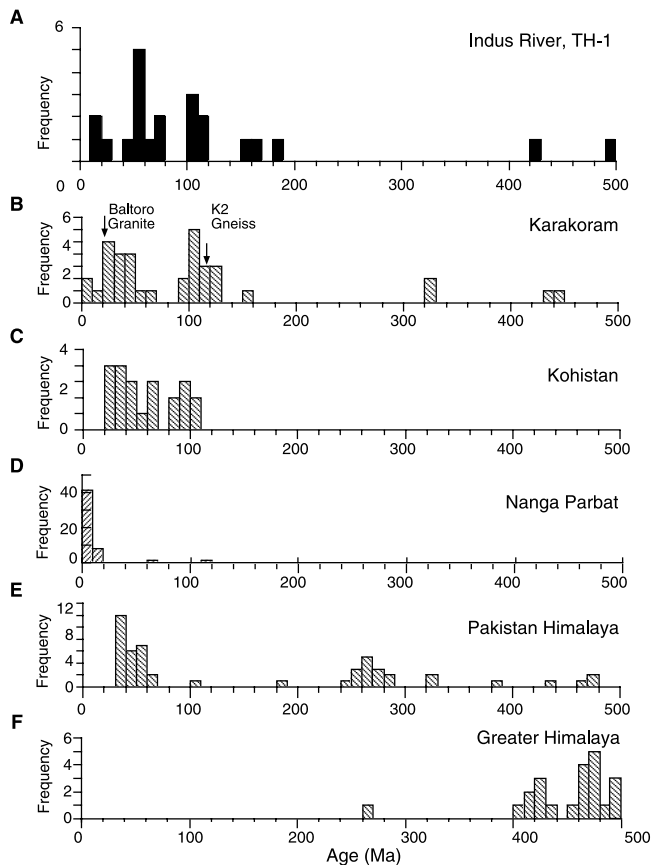 A
6
Indus River, TH-1
Frequency
0
0 100 200 300 400 500
B
Baltoro
Granite
K2
Gneiss
Karakoram
Frequency
6
4
2
0
0 100 200 300 400 500
C
4
2
0
Frequency
Kohistan
0 100 200 300 400 500
D
40
20
0
Frequency
Nanga Parbat
0 100 200 300 400 500
E
12
8
4
0
Frequency
Pakistan Himalaya
0 100 200 300 400 500
F
Greater Himalaya
6
4
2
0
Frequency
0 100 200 300 400 500
Age (Ma)